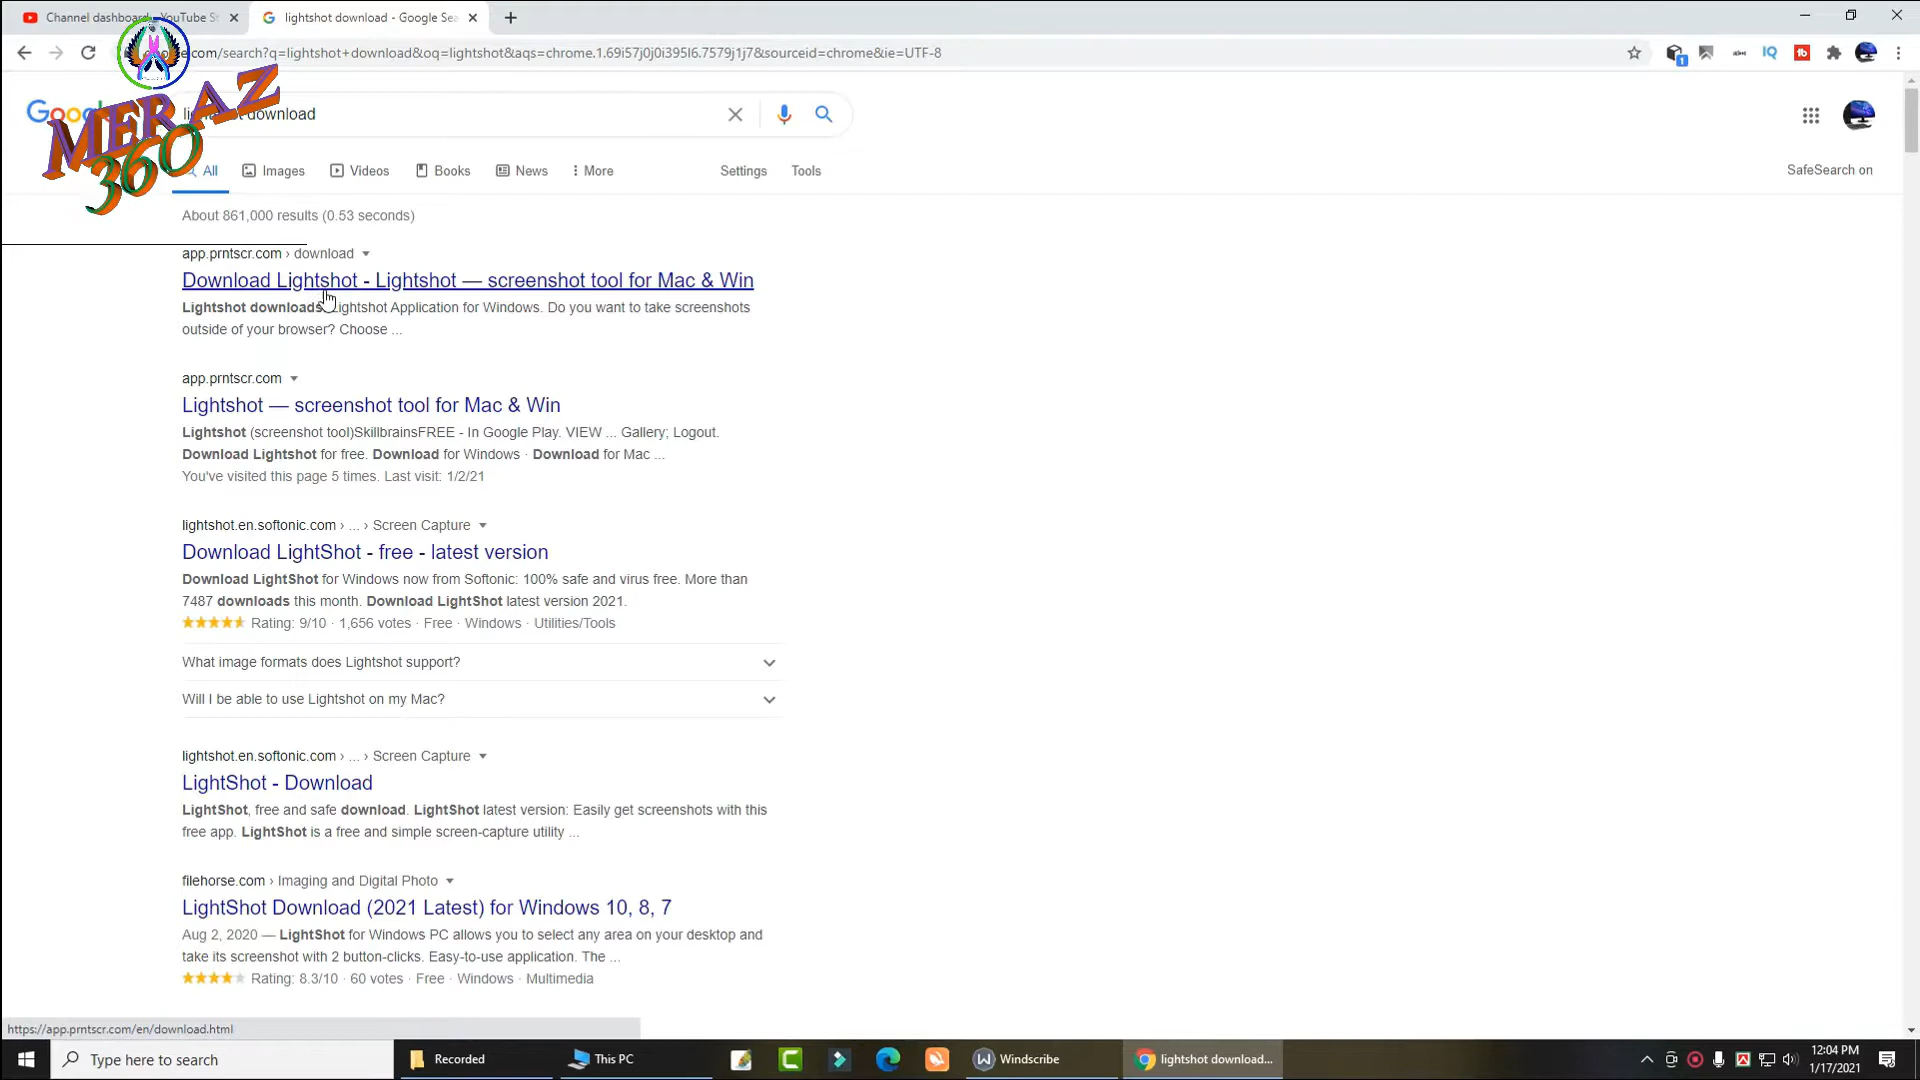 Channel dashboard - YouTube St
lightshot download - Google Sea
.com/search?q=lightshot+download&oq=lightshot&aqs=chrome.1.69i57j0j0i395l6.7579j1j7&sourceid=chrome&ie=UTF-8
1
IQ
tb
MERAZ
360
Goo
download
All
Images
Videos
Books
News
More
Settings
Tools
SafeSearch on
About 861,000 results (0.53 seconds)
app.prntscr.com › download
Download Lightshot - Lightshot — screenshot tool for Mac & Win
Lightshot downloads. Lightshot Application for Windows. Do you want to take screenshots
outside of your browser? Choose ...
app.prntscr.com
Lightshot — screenshot tool for Mac & Win
Lightshot (screenshot tool)SkillbrainsFREE - In Google Play. VIEW ... Gallery; Logout.
Download Lightshot for free. Download for Windows · Download for Mac ...
You've visited this page 5 times. Last visit: 1/2/21
lightshot.en.softonic.com › ... › Screen Capture
Download LightShot - free - latest version
Download LightShot for Windows now from Softonic: 100% safe and virus free. More than
7487 downloads this month. Download LightShot latest version 2021.
Rating: 9/10 · 1,656 votes · Free · Windows · Utilities/Tools
What image formats does Lightshot support?
Will I be able to use Lightshot on my Mac?
lightshot.en.softonic.com › ... › Screen Capture
LightShot - Download
LightShot, free and safe download. LightShot latest version: Easily get screenshots with this
free app. LightShot is a free and simple screen-capture utility ...
filehorse.com › Imaging and Digital Photo
LightShot Download (2021 Latest) for Windows 10, 8, 7
Aug 2, 2020 — LightShot for Windows PC allows you to select any area on your desktop and
take its screenshot with 2 button-clicks. Easy-to-use application. The ...
Rating: 8.3/10 · 60 votes · Free · Windows · Multimedia
https://app.prntscr.com/en/download.html
Type here to search
Recorded
This PC
Windscribe
lightshot download...
12:04 PM
1/17/2021